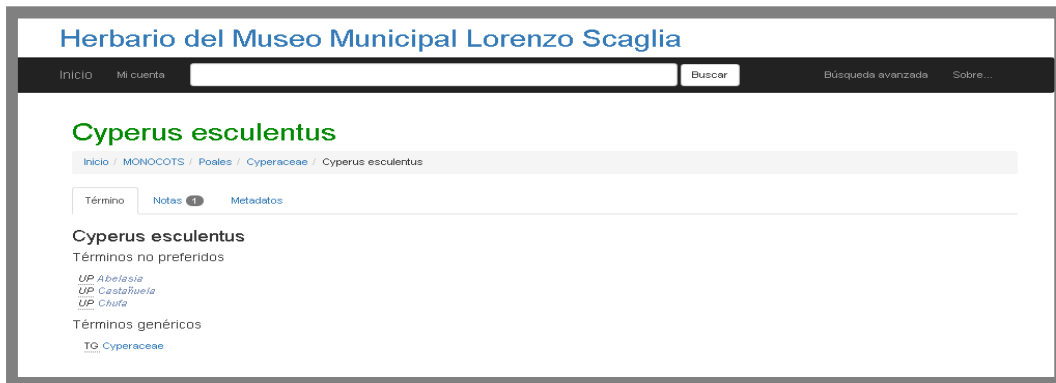 Herbario del Museo Municipal Lorenzo Scaglia
Inicio Mi cuenta Buscar Búsqueda avanzada Sobre...
Cyperus esculentus
Inicio / MONOCOTS / Poales / Cyperaceae / Cyperus esculentus
Término Notas 1 Metadatos
Cyperus esculentus
Términos no preferidos
UP Abelasia
UP Castañuela
UP Chufa
Términos genéricos
TG Cyperaceae